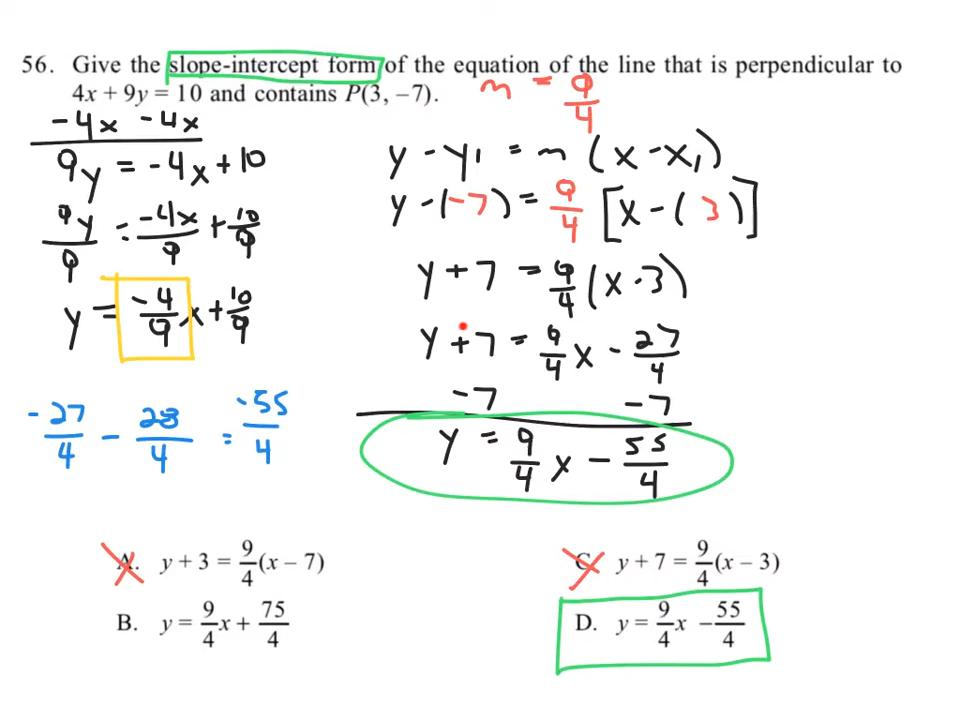 56. Give the slope-intercept form of the equation of the line that is perpendicular to
4x + 9y = 10 and contains P(3, −7).
m = 9/4
-4x -4x
9y = -4x + 10
9y/9 = -4x/9 + 10/9
y = -4/9 x + 10/9
-27/4 - 28/4 = -55/4
y - y1 = m (x - x1)
y - (-7) = 9/4 [x - (3)]
y + 7 = 9/4 (x - 3)
y + 7 = 9/4 x - 27/4
-7 -7
y = 9/4 x - 55/4
A. y + 3 = 9/4 (x − 7)
B. y = 9/4 x + 75/4
C. y + 7 = 9/4 (x − 3)
D. y = 9/4 x − 55/4